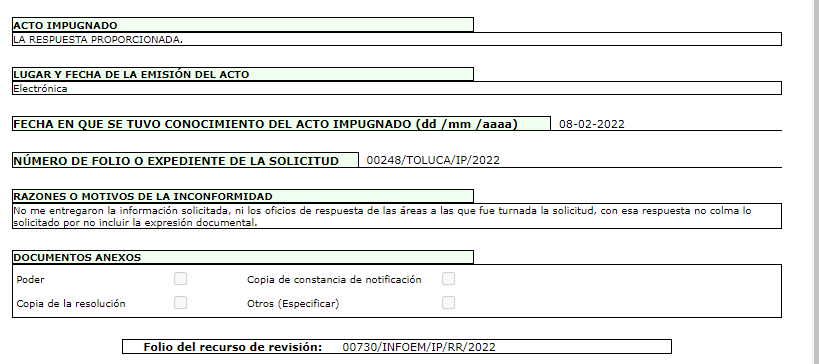 ACTO IMPUGNADO
LA RESPUESTA PROPORCIONADA.
LUGAR Y FECHA DE LA EMISIÓN DEL ACTO
Electrónica
FECHA EN QUE SE TUVO CONOCIMIENTO DEL ACTO IMPUGNADO (dd /mm /aaaa) 08-02-2022
NÚMERO DE FOLIO O EXPEDIENTE DE LA SOLICITUD 00248/TOLUCA/IP/2022
RAZONES O MOTIVOS DE LA INCONFORMIDAD
No me entregaron la información solicitada, ni los oficios de respuesta de las áreas a las que fue turnada la solicitud, con esa respuesta no colma lo
solicitado por no incluir la expresión documental.
DOCUMENTOS ANEXOS
Poder Copia de constancia de notificación
Copia de la resolución Otros (Especificar)
Folio del recurso de revisión: 00730/INFOEM/IP/RR/2022